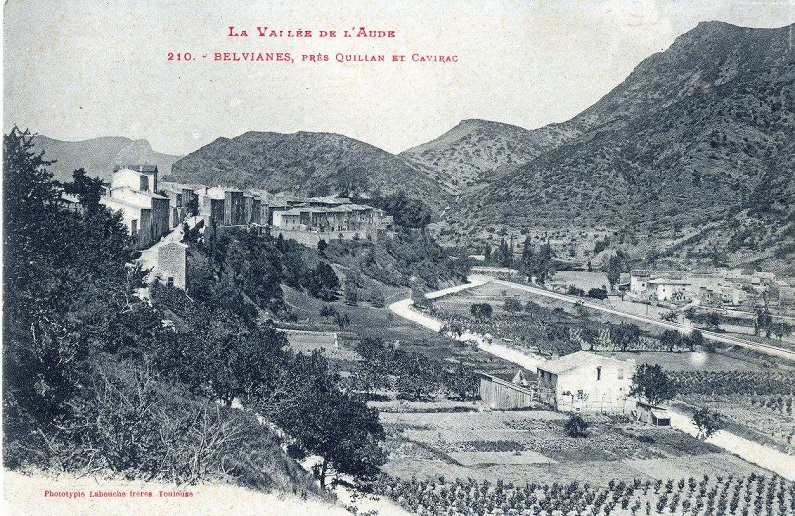 La Vallée de l'Aude
210. - BELVIANES, près Quillan et Cavirac
Phototypie Labouche frères Toulouse